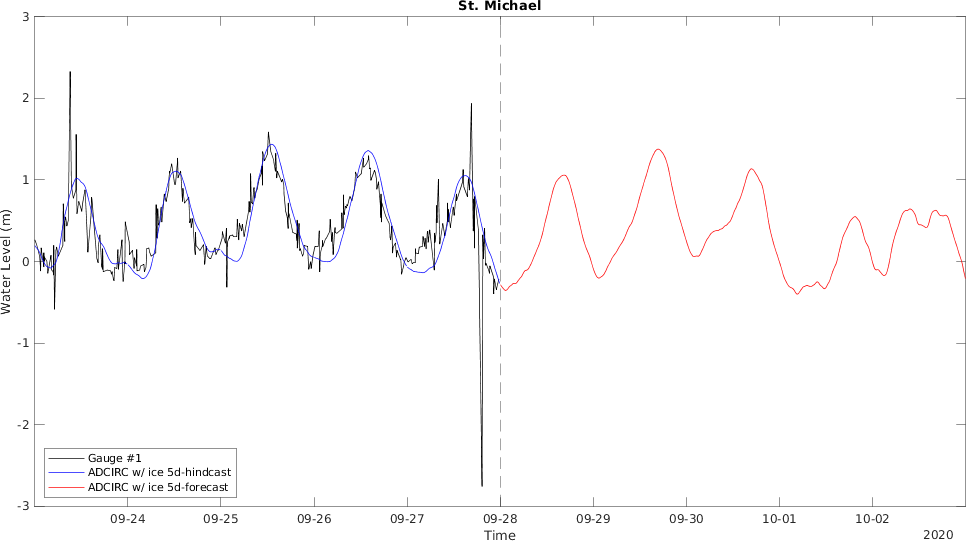 St. Michael
3
2
1
0
-1
-2
-3
Water Level (m)
Gauge #1
ADCIRC w/ ice 5d-hindcast
ADCIRC w/ ice 5d-forecast
09-24 09-25 09-26 09-27 09-28 09-29 09-30 10-01 10-02
Time
2020